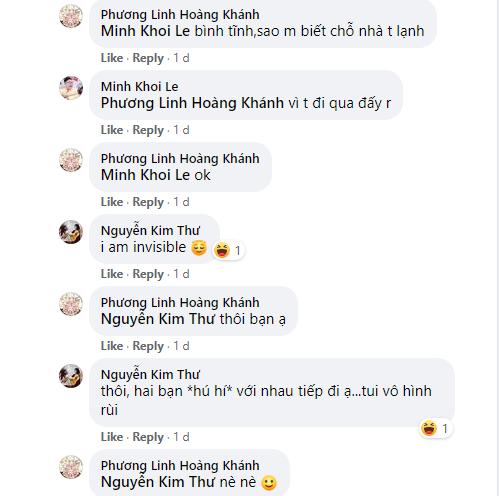 Phương Linh Hoàng Khánh
Minh Khoi Le bình tĩnh,sao m biết chỗ nhà t lạnh
Like · Reply · 1 d
Minh Khoi Le
Phương Linh Hoàng Khánh vì t đi qua đấy r
Like · Reply · 1 d
Phương Linh Hoàng Khánh
Minh Khoi Le ok
Like · Reply · 1 d
Nguyễn Kim Thư
i am invisible 😌
😆 1
Like · Reply · 1 d
Phương Linh Hoàng Khánh
Nguyễn Kim Thư thôi bạn ạ
Like · Reply · 1 d
Nguyễn Kim Thư
thôi, hai bạn *hú hí* với nhau tiếp đi ạ...tui vô hình
rùi
😆 1
Like · Reply · 1 d
Phương Linh Hoàng Khánh
Nguyễn Kim Thư nè nè 🙂